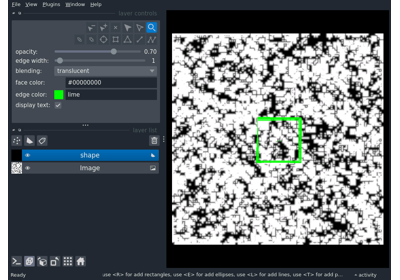 File View Plugins Window Help
layer controls
opacity: 0.70
edge width: 1
blending: translucent
face color: #00000000
edge color: lime
display text:
layer list
shape
Image
Ready
use <R> for add rectangles, use <E> for add ellipses, use <L> for add lines, use <T> for add p...
activity